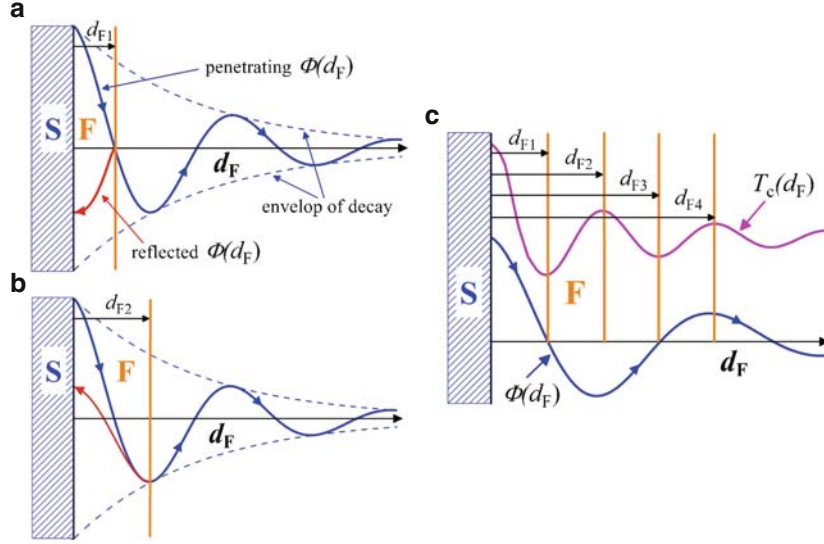 a
d_F1
penetrating Φ(d_F)
S
F
d_F
envelop of decay
reflected Φ(d_F)
b
d_F2
S
F
d_F
c
d_F1
d_F2
d_F3
d_F4
T_c(d_F)
S
F
d_F
Φ(d_F)